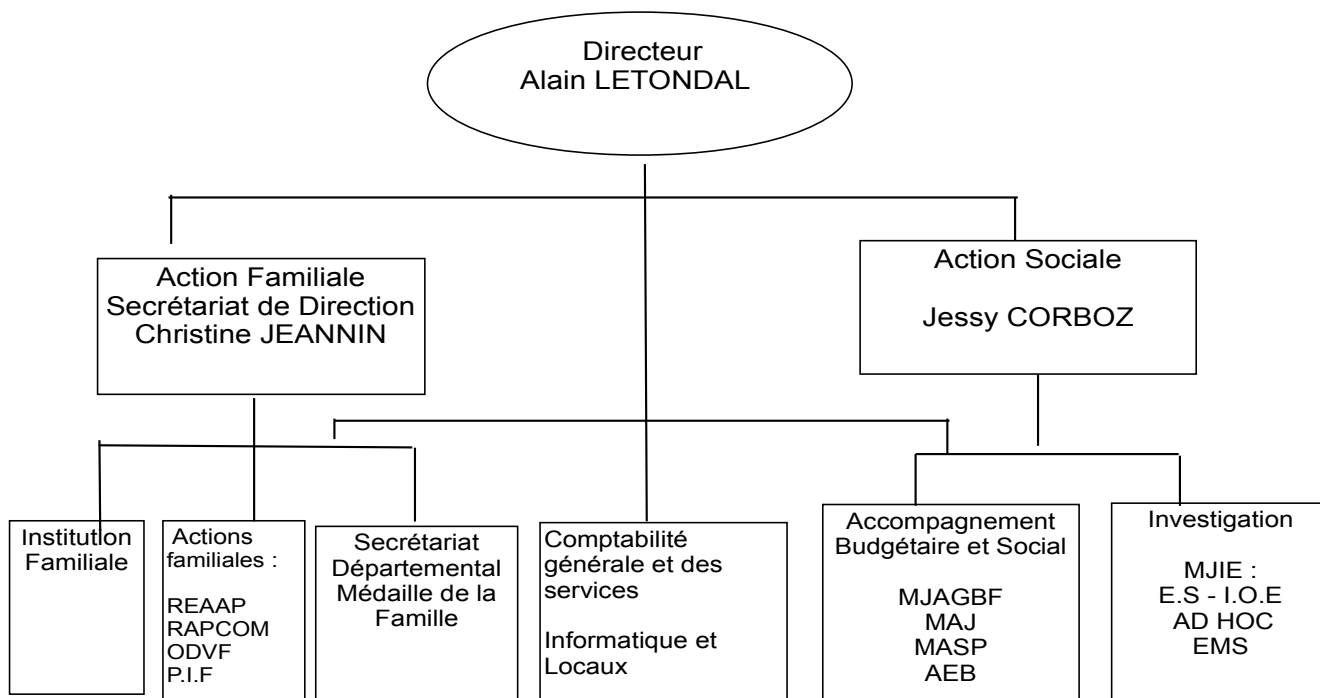 Directeur
Alain LETONDAL
Action Familiale
Secrétariat de Direction
Christine JEANNIN
Action Sociale
Jessy CORBOZ
Institution
Familiale
Actions
familiales :
REAAP
RAPCOM
ODVF
P.I.F
Secrétariat
Départemental
Médaille de la
Famille
Comptabilité
générale et des
services
Informatique et
Locaux
Accompagnement
Budgétaire et Social
MJAGBF
MAJ
MASP
AEB
Investigation
MJIE :
E.S - I.O.E
AD HOC
EMS